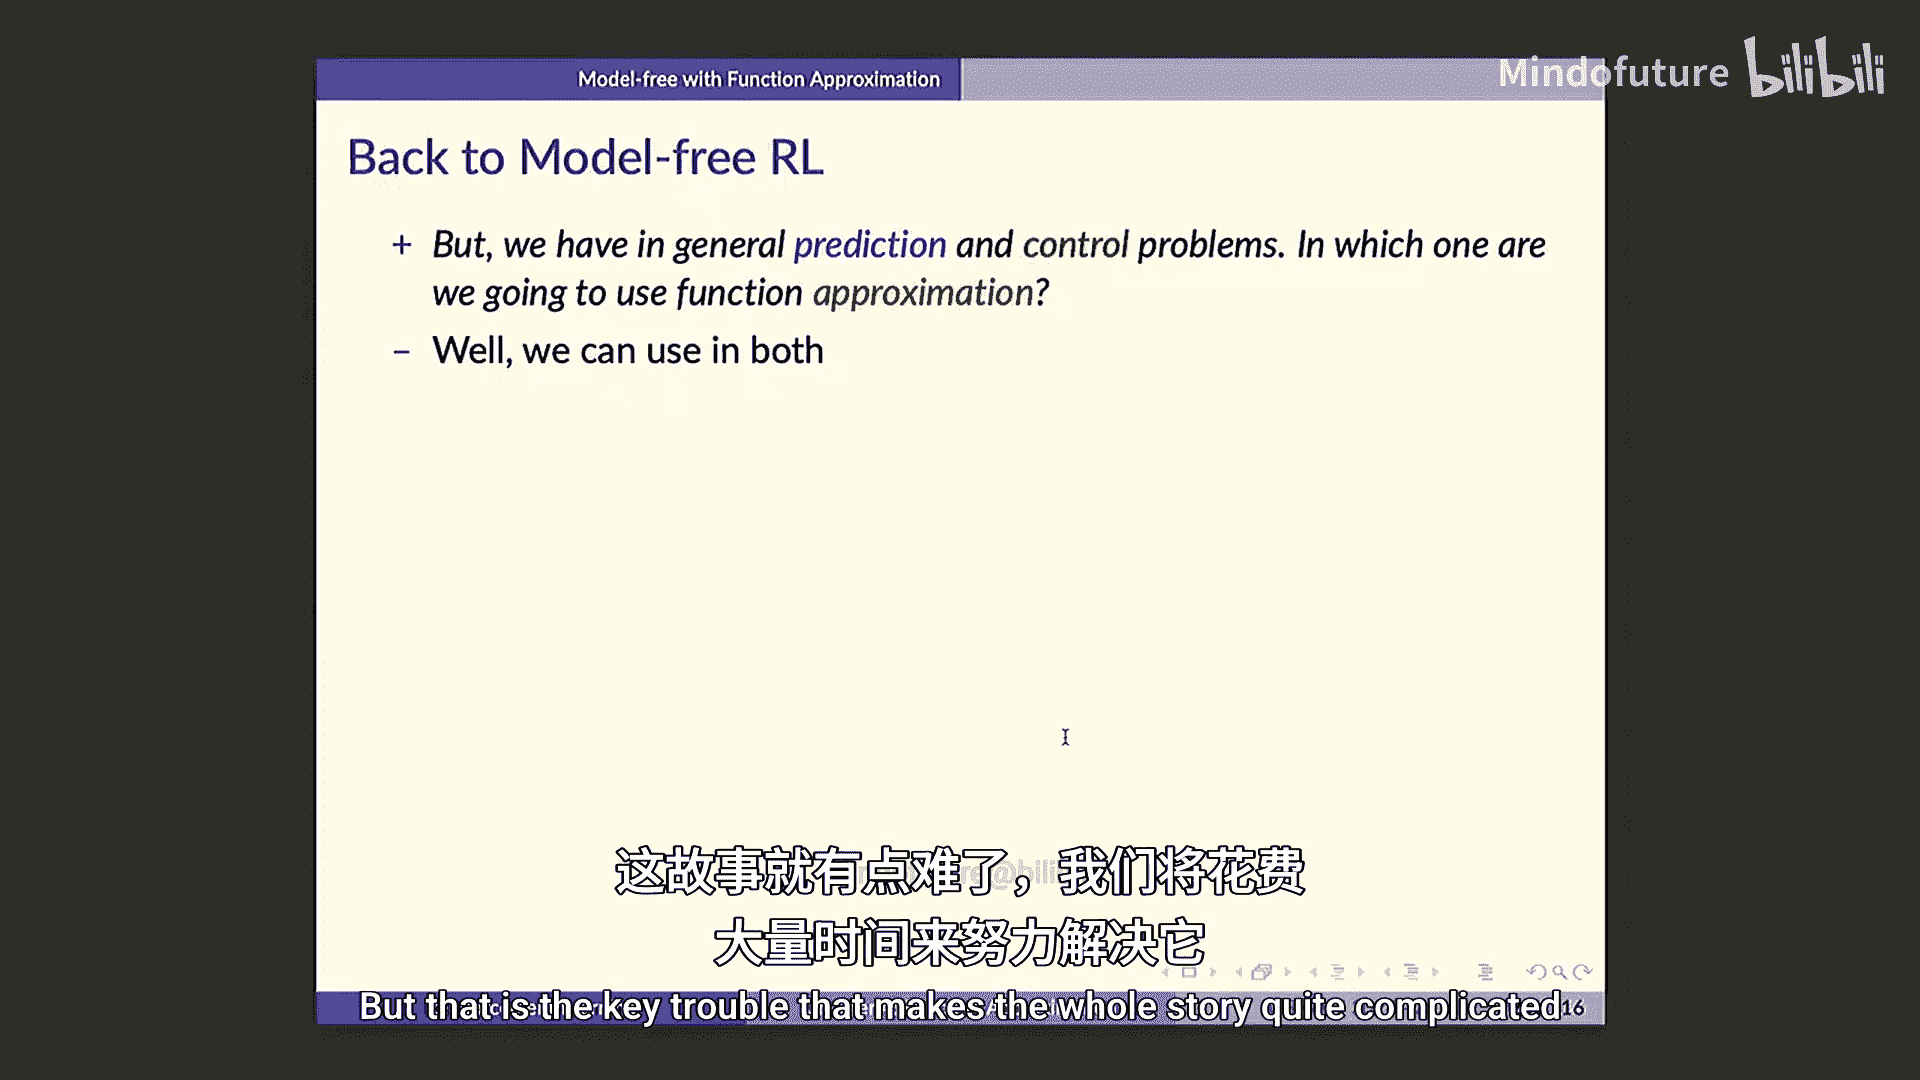 Model-free with Function Approximation
Mindofuture bilibili
Back to Model-free RL
+ But, we have in general prediction and control problems. In which one are
we going to use function approximation?
– Well, we can use in both
这故事就有点难了，我们将花费
大量时间来努力解决它
But that is the key trouble that makes the whole story quite complicated
16